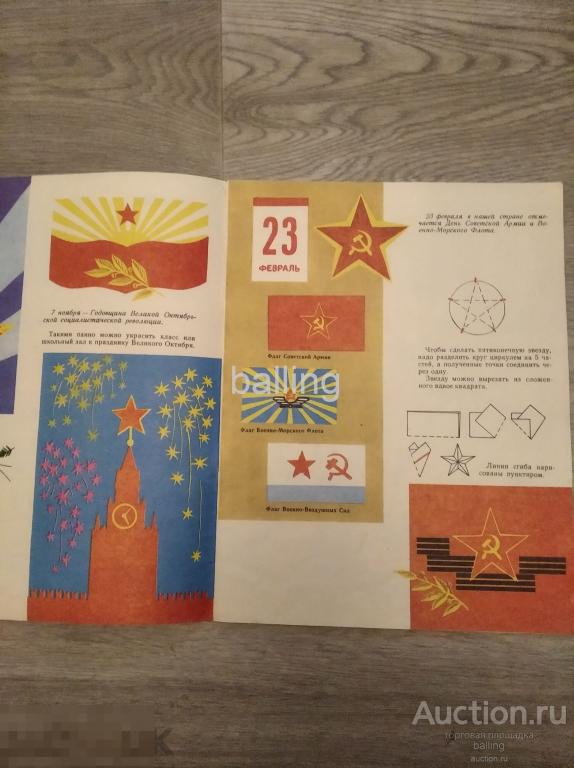 7 ноября — Годовщина Великой Октябрь-
ской социалистической революции.
Такими панно можно украсить класс или
школьный зал к празднику Великого Октября.
23
ФЕВРАЛЬ
Флаг Советской Армии
Флаг Военно-Морского Флота
Флаг Военно-Воздушных Сил
23 февраля в нашей стране отме-
чается День Советской Армии и Во-
енно-Морского Флота.
Чтобы сделать пятиконечную звезду,
надо разделить круг циркулем на 5 ча-
стей, а полученные точки соединить че-
рез одну.
Звезду можно вырезать из сложен-
ного вдвое квадрата.
Линии сгиба нари-
сованы пунктиром.
balling
Auction.ru
торговая площадка
balling
auction.ru